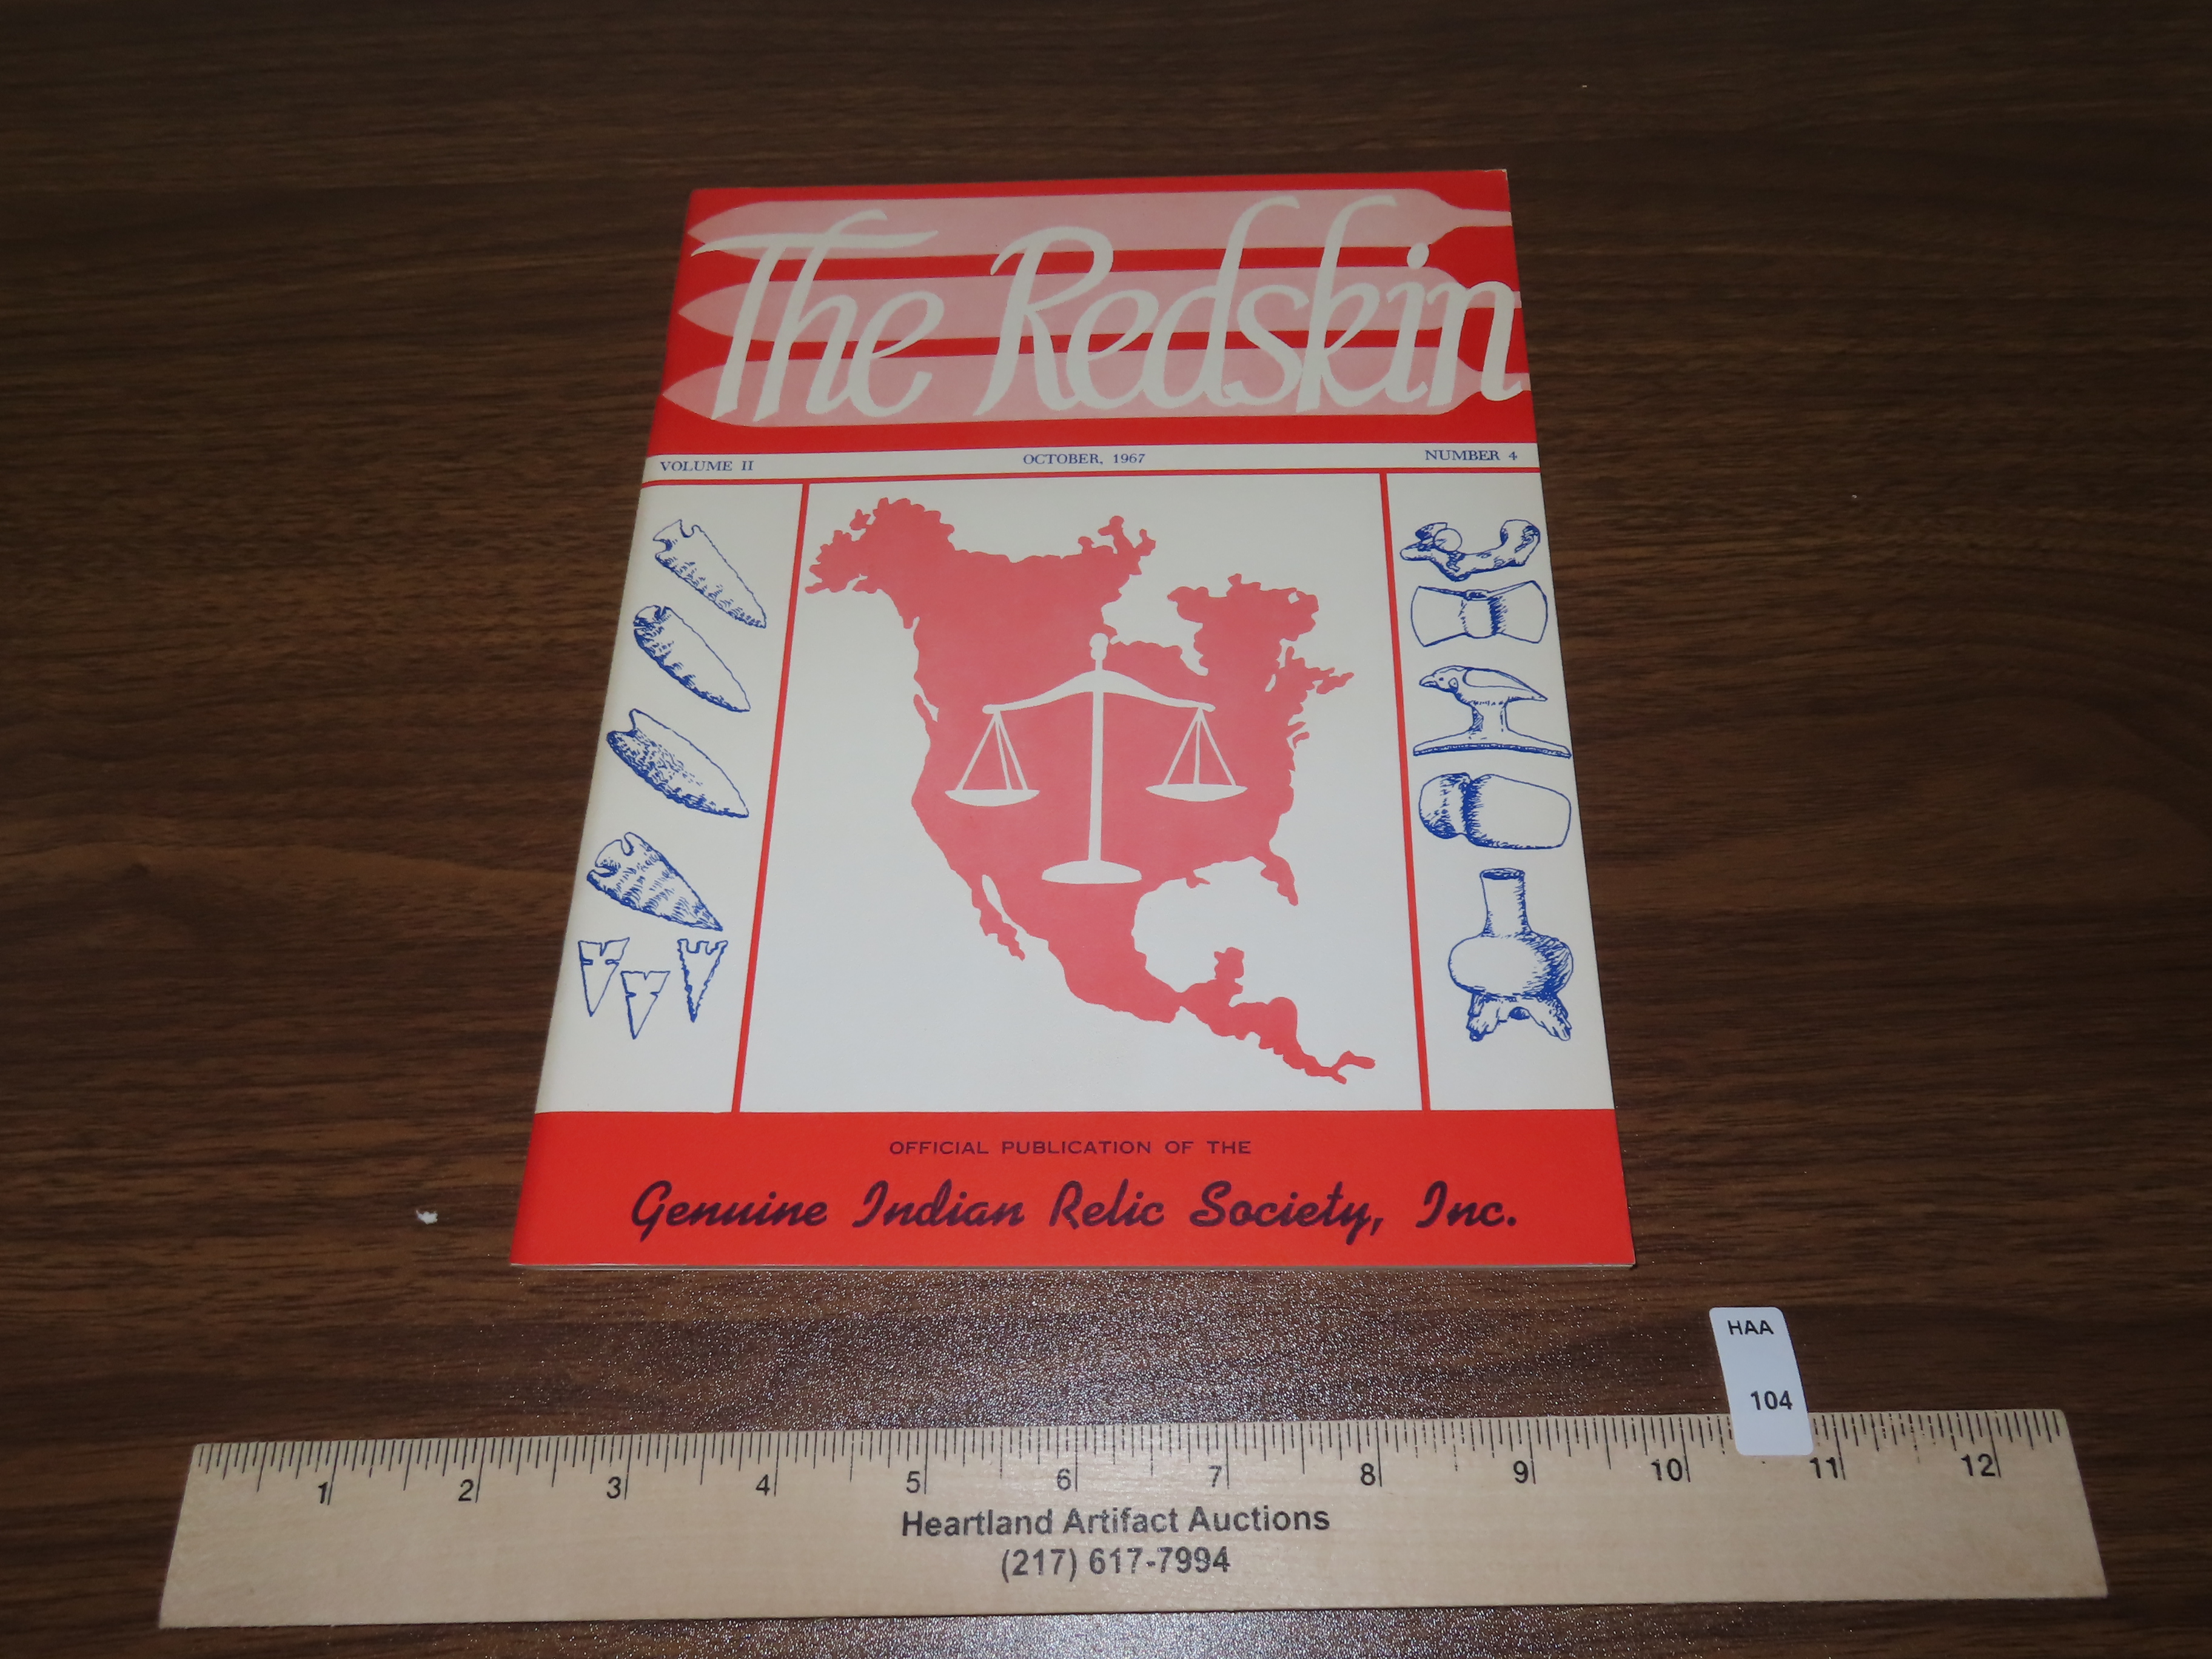 The Redskin
VOLUME II OCTOBER, 1967 NUMBER 4
OFFICIAL PUBLICATION OF THE
Genuine Indian Relic Society, Inc.
HAA
104
1 2 3 4 5 6 7 8 9 10 11 12
Heartland Artifact Auctions
(217) 617-7994